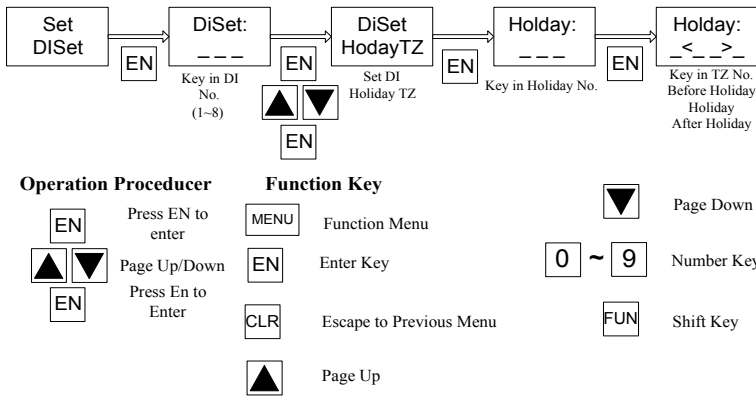 Set
DISet
EN
DiSet:
_ _ _
Key in DI
No.
(1~8)
EN
EN
DiSet
HodayTZ
Set DI
Holiday TZ
EN
Holday:
_ _ _
Key in Holiday No.
EN
Holday:
_<_ _>_
Key in TZ No.
Before Holiday
Holiday
After Holiday
Operation Proceducer
EN
Press EN to
enter
Page Up/Down
EN
Press En to
Enter
Function Key
MENU Function Menu
EN Enter Key
CLR Escape to Previous Menu
Page Up
Page Down
0 ~ 9 Number Key
FUN Shift Key